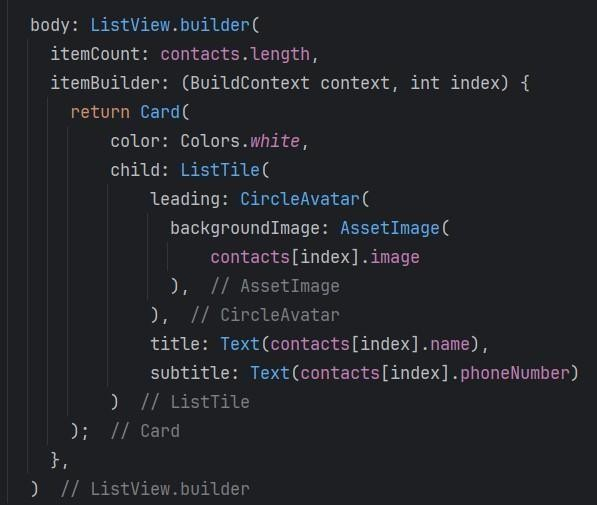 body: ListView.builder(
itemCount: contacts.length,
itemBuilder: (BuildContext context, int index) {
return Card(
color: Colors.white,
child: ListTile(
leading: CircleAvatar(
backgroundImage: AssetImage(
contacts[index].image
), // AssetImage
), // CircleAvatar
title: Text(contacts[index].name),
subtitle: Text(contacts[index].phoneNumber)
) // ListTile
); // Card
},
) // ListView.builder